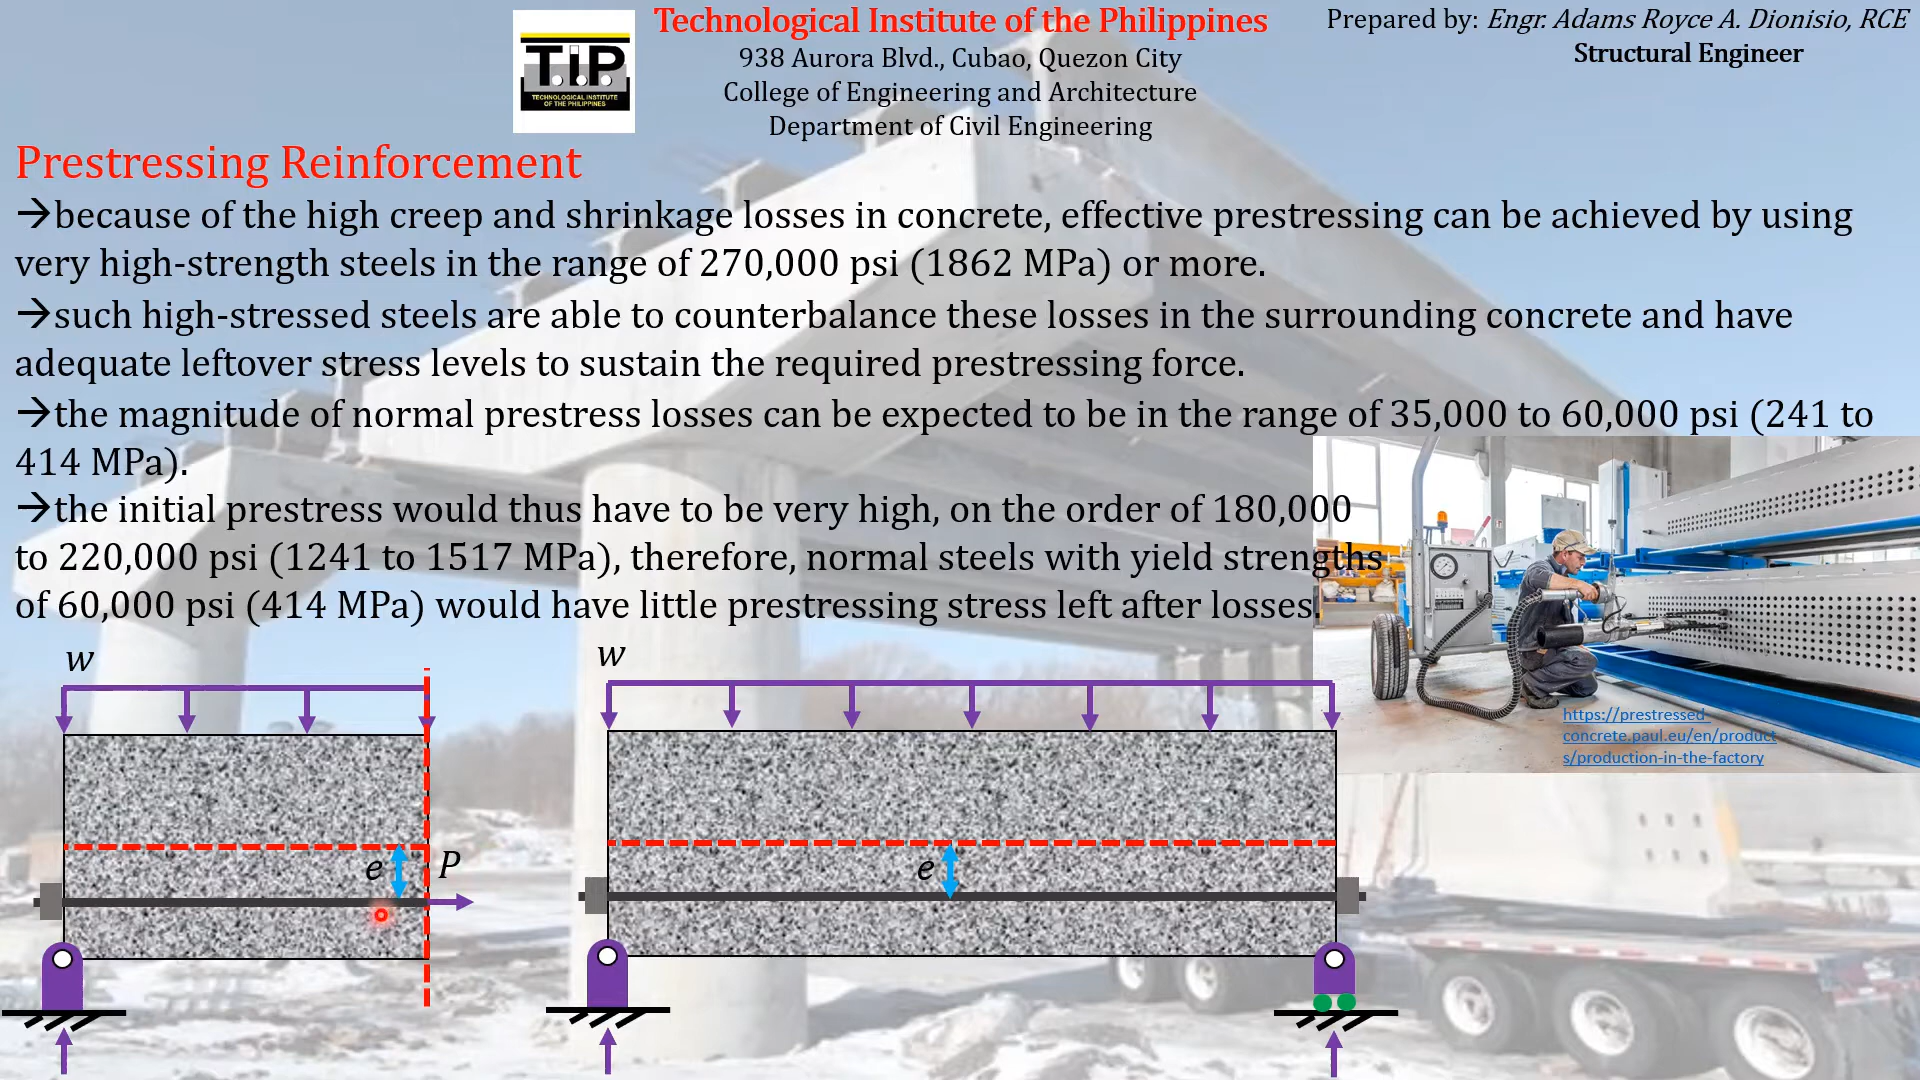 TIP
TECHNOLOGICAL INSTITUTE
OF THE PHILIPPINES
Technological Institute of the Philippines
938 Aurora Blvd., Cubao, Quezon City
College of Engineering and Architecture
Department of Civil Engineering
Prepared by: Engr. Adams Royce A. Dionisio, RCE
Structural Engineer
Prestressing Reinforcement
→because of the high creep and shrinkage losses in concrete, effective prestressing can be achieved by using
very high-strength steels in the range of 270,000 psi (1862 MPa) or more.
→such high-stressed steels are able to counterbalance these losses in the surrounding concrete and have
adequate leftover stress levels to sustain the required prestressing force.
→the magnitude of normal prestress losses can be expected to be in the range of 35,000 to 60,000 psi (241 to
414 MPa).
→the initial prestress would thus have to be very high, on the order of 180,000
to 220,000 psi (1241 to 1517 MPa), therefore, normal steels with yield strengths
of 60,000 psi (414 MPa) would have little prestressing stress left after losses
w
e
P
w
e
https://prestressed-
concrete.paul.eu/en/product
s/production-in-the-factory